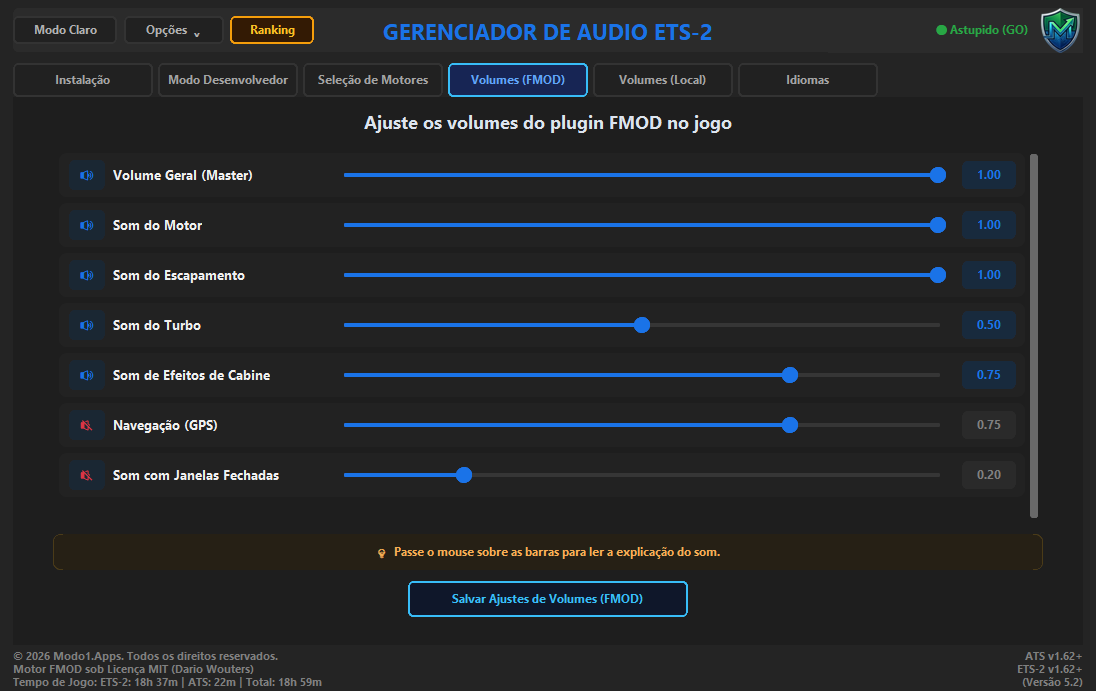 Modo Claro
Opções
Ranking
GERENCIADOR DE AUDIO ETS-2
Astupido (GO)
Instalação
Modo Desenvolvedor
Seleção de Motores
Volumes (FMOD)
Volumes (Local)
Idiomas
Ajuste os volumes do plugin FMOD no jogo
Volume Geral (Master)
1.00
Som do Motor
1.00
Som do Escapamento
1.00
Som do Turbo
0.50
Som de Efeitos de Cabine
0.75
Navegação (GPS)
0.75
Som com Janelas Fechadas
0.20
Passe o mouse sobre as barras para ler a explicação do som.
Salvar Ajustes de Volumes (FMOD)
© 2026 Modo1.Apps. Todos os direitos reservados.
Motor FMOD sob Licença MIT (Dario Wouters)
Tempo de Jogo: ETS-2: 18h 37m | ATS: 22m | Total: 18h 59m
ATS v1.62+
ETS-2 v1.62+
(Versão 5.2)